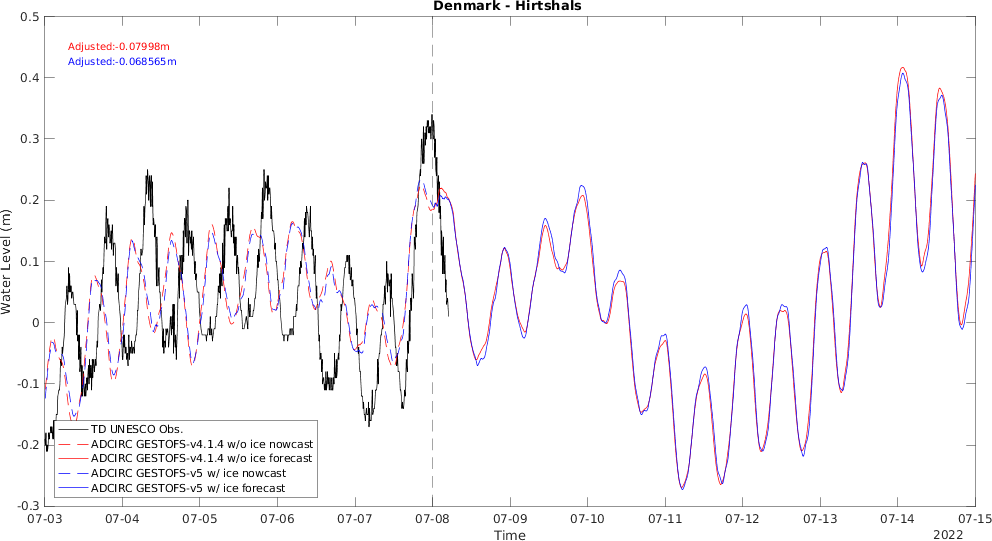 Denmark - Hirtshals
0.5
0.4
0.3
0.2
0.1
0
-0.1
-0.2
-0.3
Water Level (m)
Adjusted:-0.07998m
Adjusted:-0.068565m
TD UNESCO Obs.
ADCIRC GESTOFS-v4.1.4 w/o ice nowcast
ADCIRC GESTOFS-v4.1.4 w/o ice forecast
ADCIRC GESTOFS-v5 w/ ice nowcast
ADCIRC GESTOFS-v5 w/ ice forecast
07-03 07-04 07-05 07-06 07-07 07-08 07-09 07-10 07-11 07-12 07-13 07-14 07-15
Time
2022